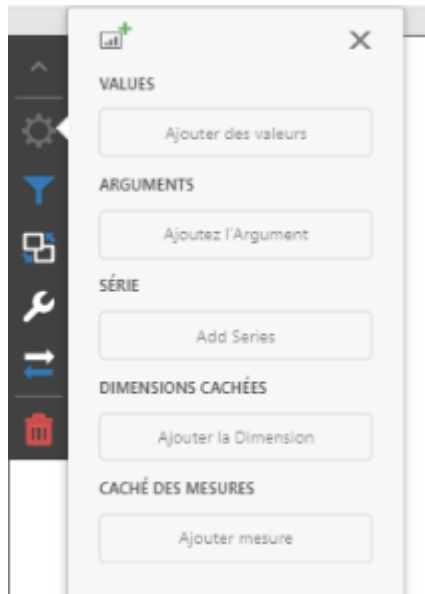 VALUES
Ajouter des valeurs
ARGUMENTS
Ajoutez l'Argument
SÉRIE
Add Series
DIMENSIONS CACHÉES
Ajouter la Dimension
CACHÉ DES MESURES
Ajouter mesure